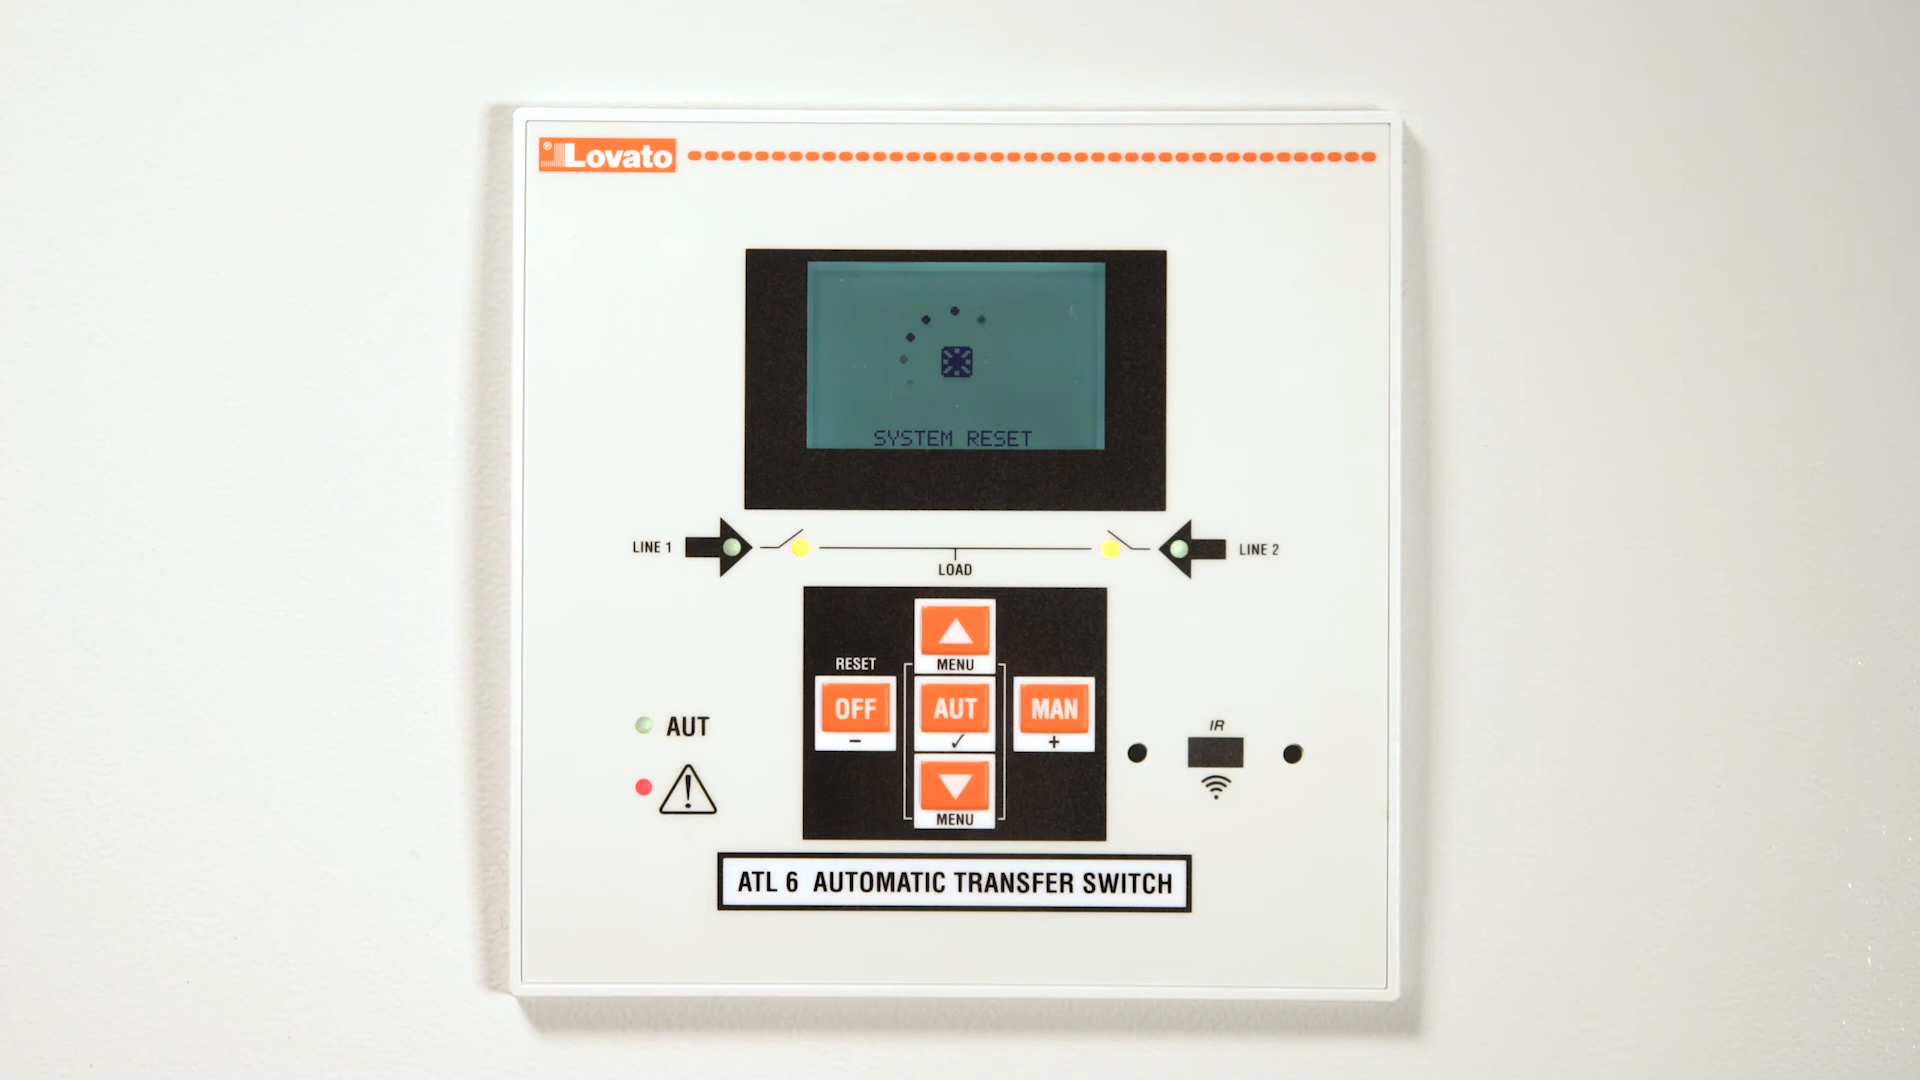 ® Lovato
SYSTEM RESET
LINE 1
LINE 2
LOAD
MENU
RESET
OFF
AUT
MAN
-
✓
+
MENU
AUT
IR
ATL 6 AUTOMATIC TRANSFER SWITCH